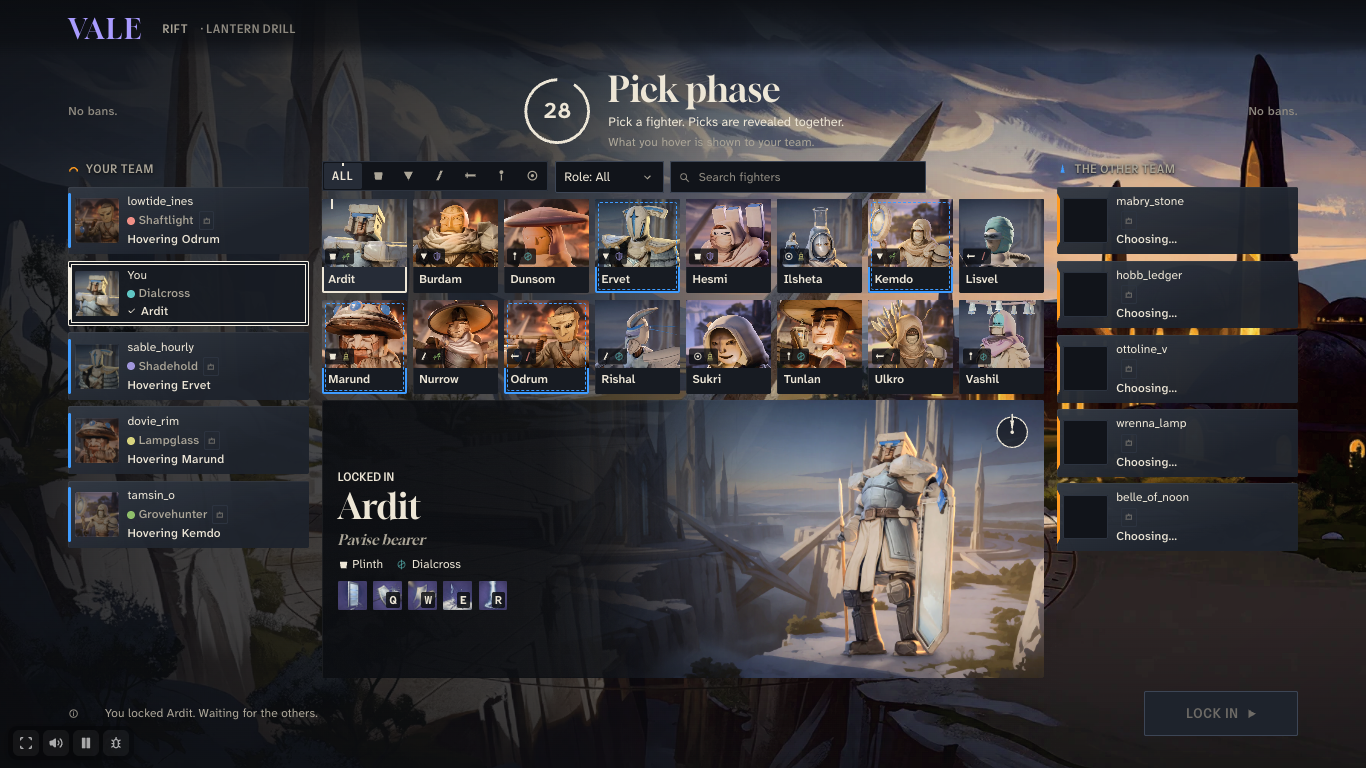 VALE RIFT · LANTERN DRILL
28
Pick phase
Pick a fighter. Picks are revealed together.
What you hover is shown to your team.
No bans.
No bans.
YOUR TEAM
lowtide_ines
Shaftlight
Hovering Odrum
You
Dialcross
✓ Ardit
sable_hourly
Shadehold
Hovering Ervet
dovie_rim
Lampglass
Hovering Marund
tamsin_o
Grovehunter
Hovering Kemdo
ALL
Role: All
Search fighters
Ardit Burdam Dunsom Ervet Hesmi Ilsheta Kemdo Lisvel
Marund Nurrow Odrum Rishal Sukri Tunlan Ulkro Vashil
LOCKED IN
Ardit
Pavise bearer
Plinth Dialcross
Q W E R
THE OTHER TEAM
mabry_stone
Choosing...
hobb_ledger
Choosing...
ottoline_v
Choosing...
wrenna_lamp
Choosing...
belle_of_noon
Choosing...
You locked Ardit. Waiting for the others.
LOCK IN